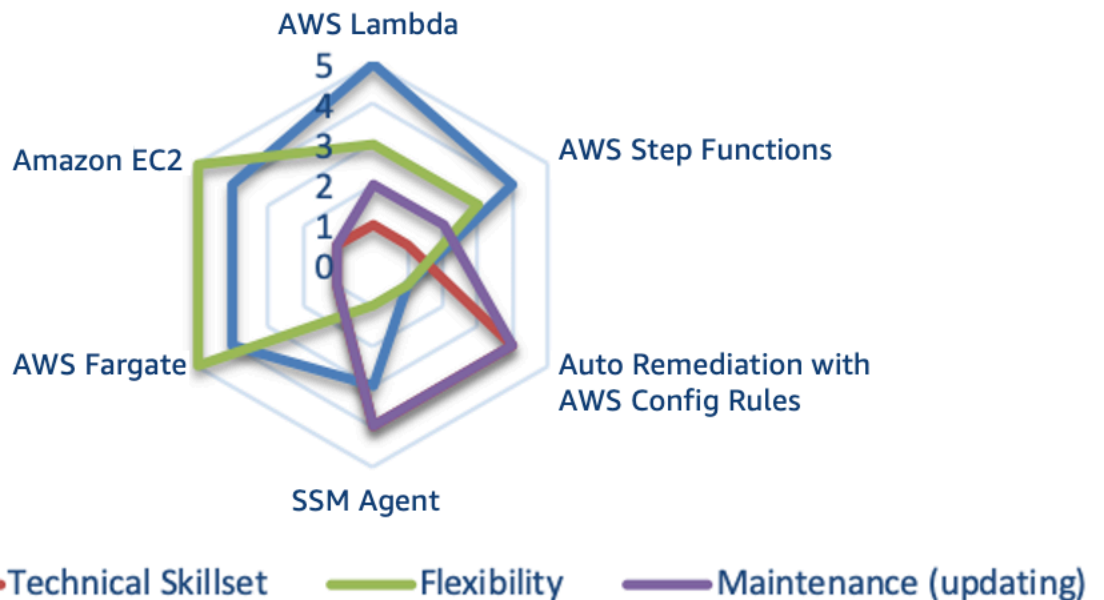 AWS Lambda
5
4
3
2
1
0
Amazon EC2
AWS Step Functions
AWS Fargate
Auto Remediation with
AWS Config Rules
SSM Agent
Technical Skillset
Flexibility
Maintenance (updating)